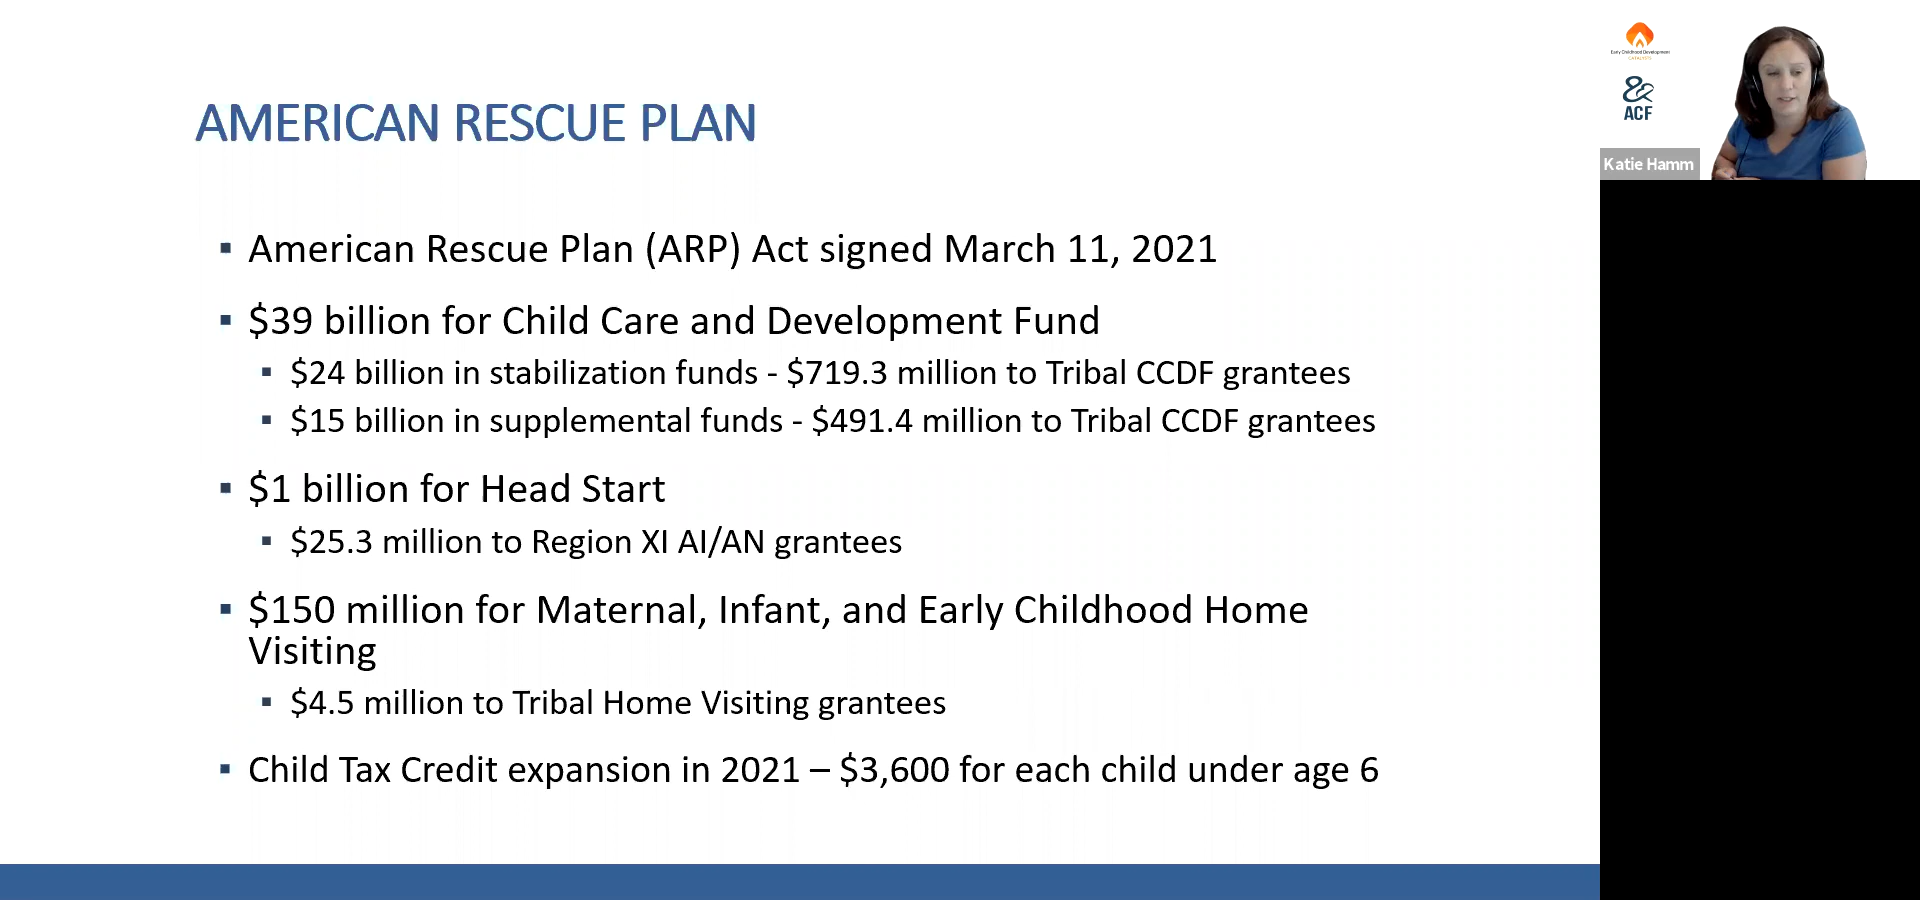 AMERICAN RESCUE PLAN
▪ American Rescue Plan (ARP) Act signed March 11, 2021
▪ $39 billion for Child Care and Development Fund
▪ $24 billion in stabilization funds - $719.3 million to Tribal CCDF grantees
▪ $15 billion in supplemental funds - $491.4 million to Tribal CCDF grantees
▪ $1 billion for Head Start
▪ $25.3 million to Region XI AI/AN grantees
▪ $150 million for Maternal, Infant, and Early Childhood Home
Visiting
▪ $4.5 million to Tribal Home Visiting grantees
▪ Child Tax Credit expansion in 2021 – $3,600 for each child under age 6
Early Childhood Development
CATALYSTS
ACF
Katie Hamm